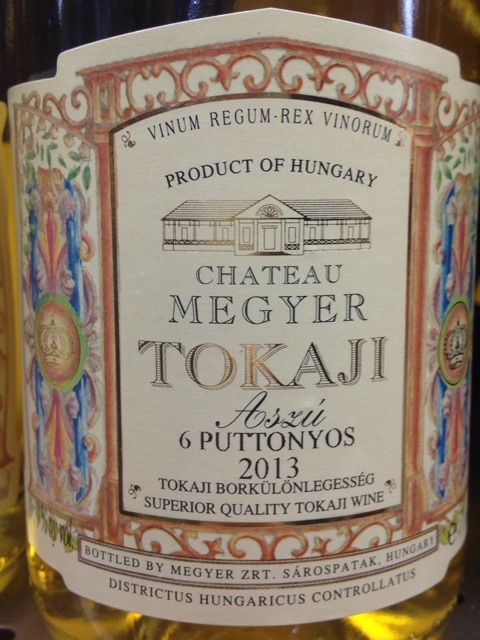 VINUM REGUM·REX VINORUM
PRODUCT OF HUNGARY
CHATEAU
MEGYER
TOKAJI
Aszú
6 PUTTONYOS
2013
TOKAJI BORKÜLÖNLEGESSÉG
SUPERIOR QUALITY TOKAJI WINE
BOTTLED BY MEGYER ZRT. SÁROSPATAK, HUNGARY
e
DISTRICTUS HUNGARICUS CONTROLLATUS